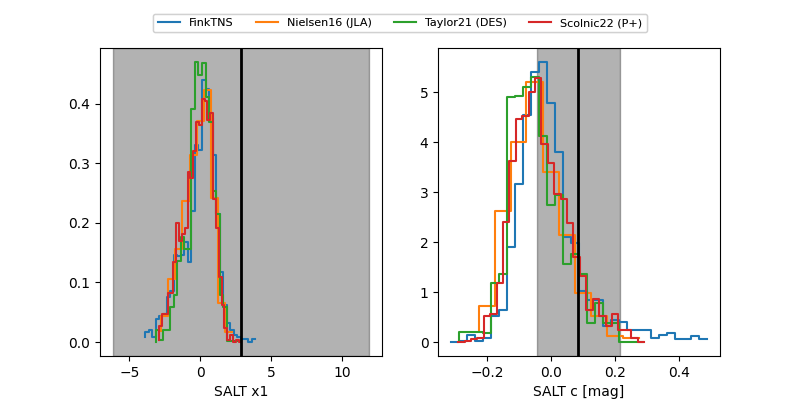 FinkTNS Nielsen16 (JLA) Taylor21 (DES) Scolnic22 (P+)
0.4
0.3
0.2
0.1
0.0
−5 0 5 10
SALT x1
5
4
3
2
1
0
−0.2 0.0 0.2 0.4
SALT c [mag]